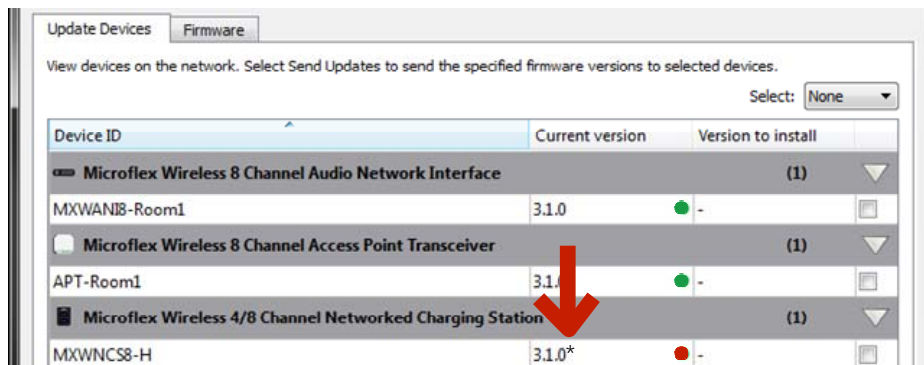 Update Devices Firmware
View devices on the network. Select Send Updates to send the specified firmware versions to selected devices.
Select: None
Device ID Current version Version to install
Microflex Wireless 8 Channel Audio Network Interface (1)
MXWANI8-Room1 3.1.0 -
Microflex Wireless 8 Channel Access Point Transceiver (1)
APT-Room1 3.1. -
Microflex Wireless 4/8 Channel Networked Charging Station (1)
MXWNCS8-H 3.1.0* -